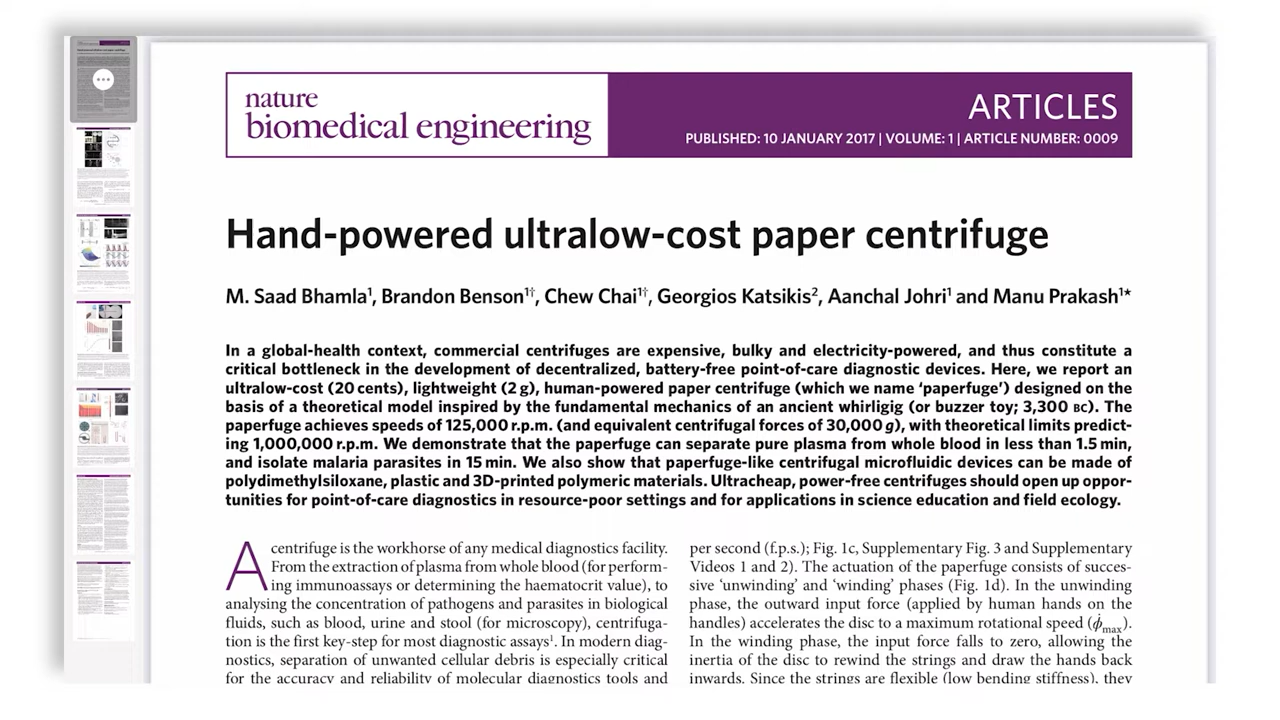 nature
biomedical engineering
ARTICLES
PUBLISHED: 10 JANUARY 2017 | VOLUME: 1 | ARTICLE NUMBER: 0009
Hand-powered ultralow-cost paper centrifuge
M. Saad Bhamla¹, Brandon Benson¹†, Chew Chai¹†, Georgios Katsikis², Aanchal Johri¹ and Manu Prakash¹*
In a global-health context, commercial centrifuges are expensive, bulky and electricity-powered, and thus constitute a
critical bottleneck in the development of decentralized, battery-free point-of-care diagnostic devices. Here, we report an
ultralow-cost (20 cents), lightweight (2 g), human-powered paper centrifuge (which we name ‘paperfuge’) designed on the
basis of a theoretical model inspired by the fundamental mechanics of an ancient whirligig (or buzzer toy; 3,300 BC). The
paperfuge achieves speeds of 125,000 r.p.m. (and equivalent centrifugal forces of 30,000 g), with theoretical limits predict-
ing 1,000,000 r.p.m. We demonstrate that the paperfuge can separate pure plasma from whole blood in less than 1.5 min,
and isolate malaria parasites in 15 min. We also show that paperfuge-like centrifugal microfluidic devices can be made of
polydimethylsiloxane, plastic and 3D-printed polymeric materials. Ultracheap, power-free centrifuges should open up oppor-
tunities for point-of-care diagnostics in resource-poor settings and for applications in science education and field ecology.
A centrifuge is the workhorse of any medical diagnostics facility.
From the extraction of plasma from whole blood (for perform-
ing immunoassays or determining the hematocrit value), to
analysing the concentration of pathogens and parasites in biological
fluids, such as blood, urine and stool (for microscopy), centrifuga-
tion is the first key-step for most diagnostic assays¹. In modern diag-
nostics, separation of unwanted cellular debris is especially critical
for the accuracy and reliability of molecular diagnostics tools and
per second (f.p.s.); Fig. 1c, Supplementary Fig. 3 and Supplementary
Videos 1 and 2). The actuation of the paperfuge consists of succes-
sive ‘unwinding’ and ‘winding’ phases (Fig. 1d). In the unwinding
phase, the outward input force (applied by human hands on the
handles) accelerates the disc to a maximum rotational speed (ϕ̇max).
In the winding phase, the input force falls to zero, allowing the
inertia of the disc to rewind the strings and draw the hands back
inwards. Since the strings are flexible (low bending stiffness), they